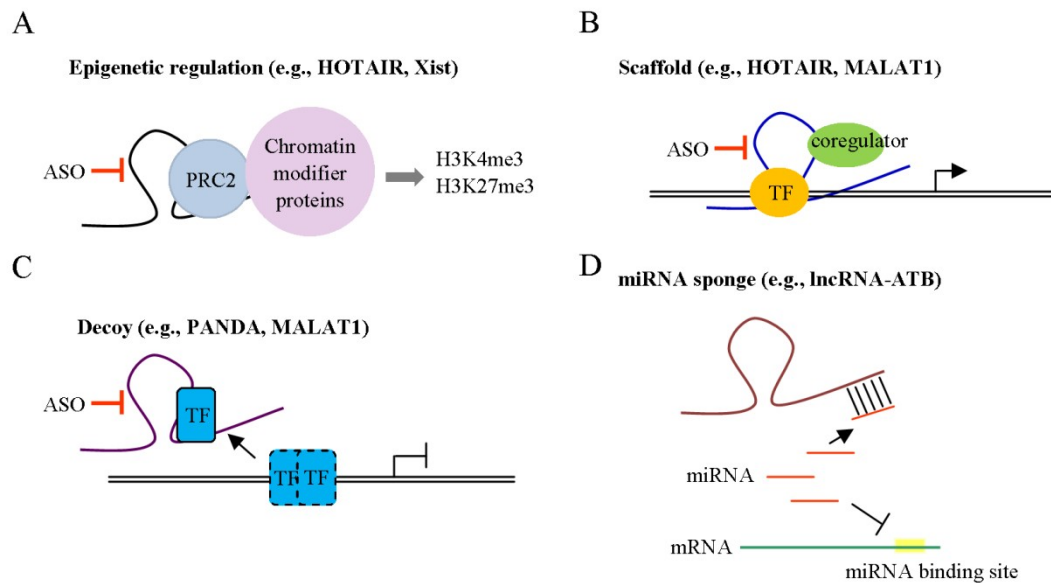 A
Epigenetic regulation (e.g., HOTAIR, Xist)
ASO
PRC2
Chromatin
modifier
proteins
H3K4me3
H3K27me3
B
Scaffold (e.g., HOTAIR, MALAT1)
ASO
coregulator
TF
C
Decoy (e.g., PANDA, MALAT1)
ASO
TF
TF TF
D
miRNA sponge (e.g., lncRNA-ATB)
miRNA
mRNA
miRNA binding site